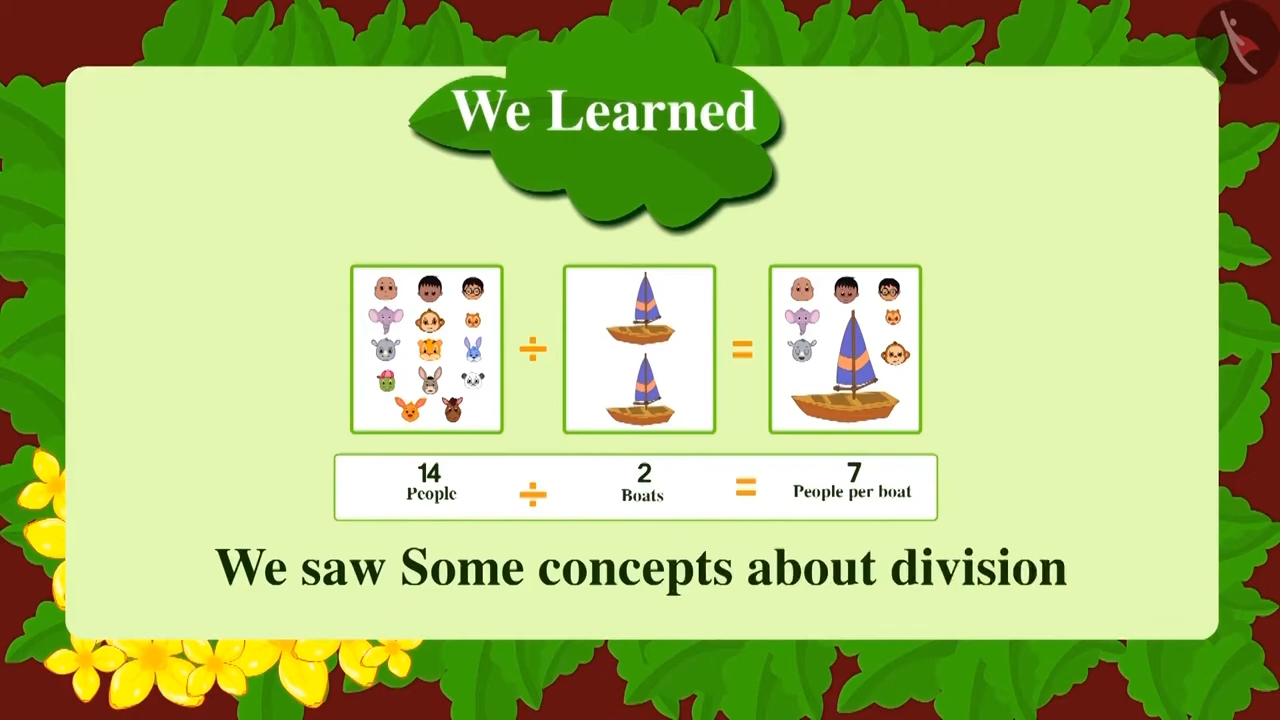 We Learned
÷ =
14 ÷ 2 = 7
People Boats People per boat
We saw Some concepts about division